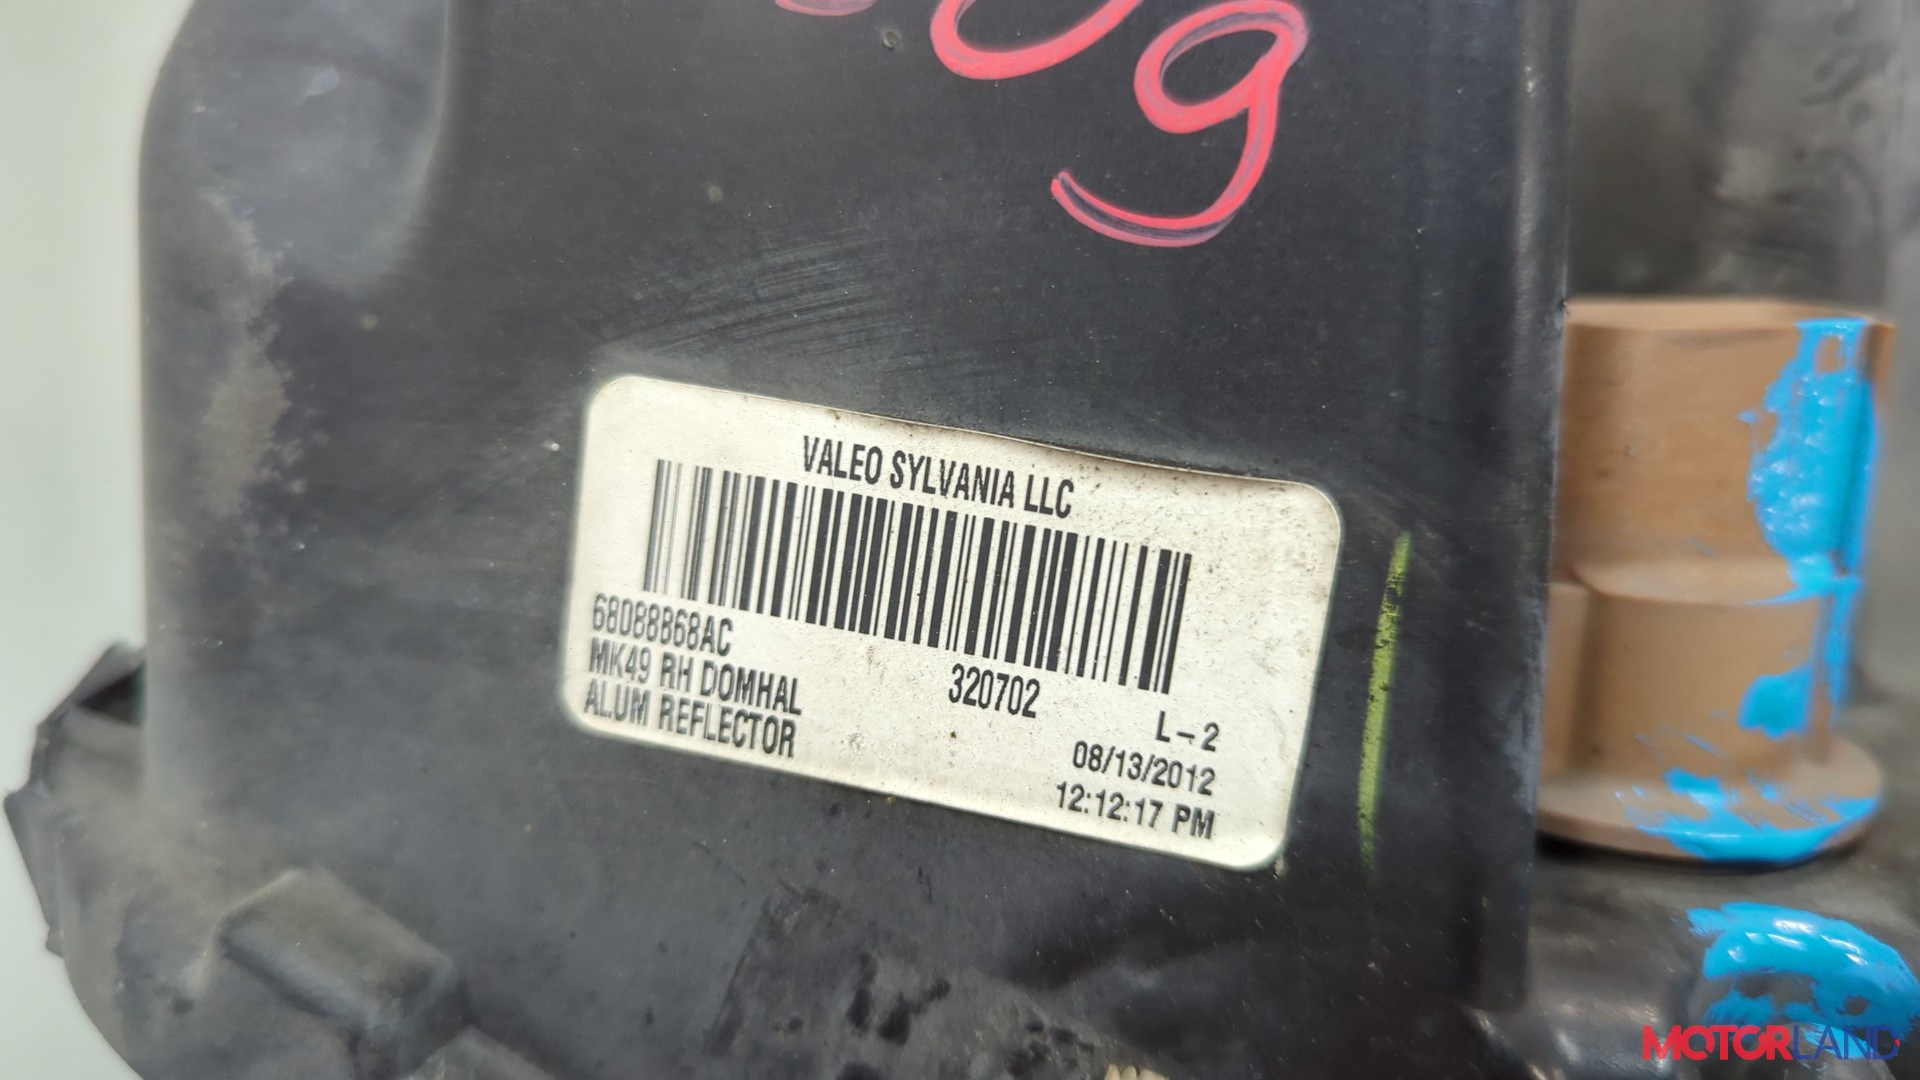 09
VALEO SYLVANIA LLC
68088868AC
MK49 RH DOMHAL
ALUM REFLECTOR
320702
L-2
08/13/2012
12:12:17 PM
MOTORLAND